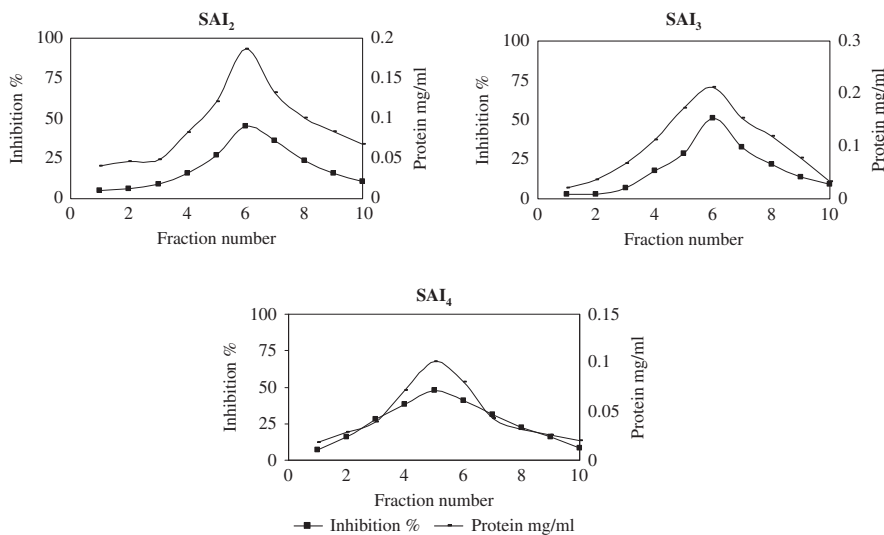 SAI₂
100
75
50
25
0
Inhibition %
0.2
0.15
0.1
0.05
0
Protein mg/ml
0 2 4 6 8 10
Fraction number
SAI₃
100
75
50
25
0
Inhibition %
0.3
0.2
0.1
0
Protein mg/ml
0 2 4 6 8 10
Fraction number
SAI₄
100
75
50
25
0
Inhibition %
0.15
0.1
0.05
0
Protein mg/ml
0 2 4 6 8 10
Fraction number
Inhibition % Protein mg/ml